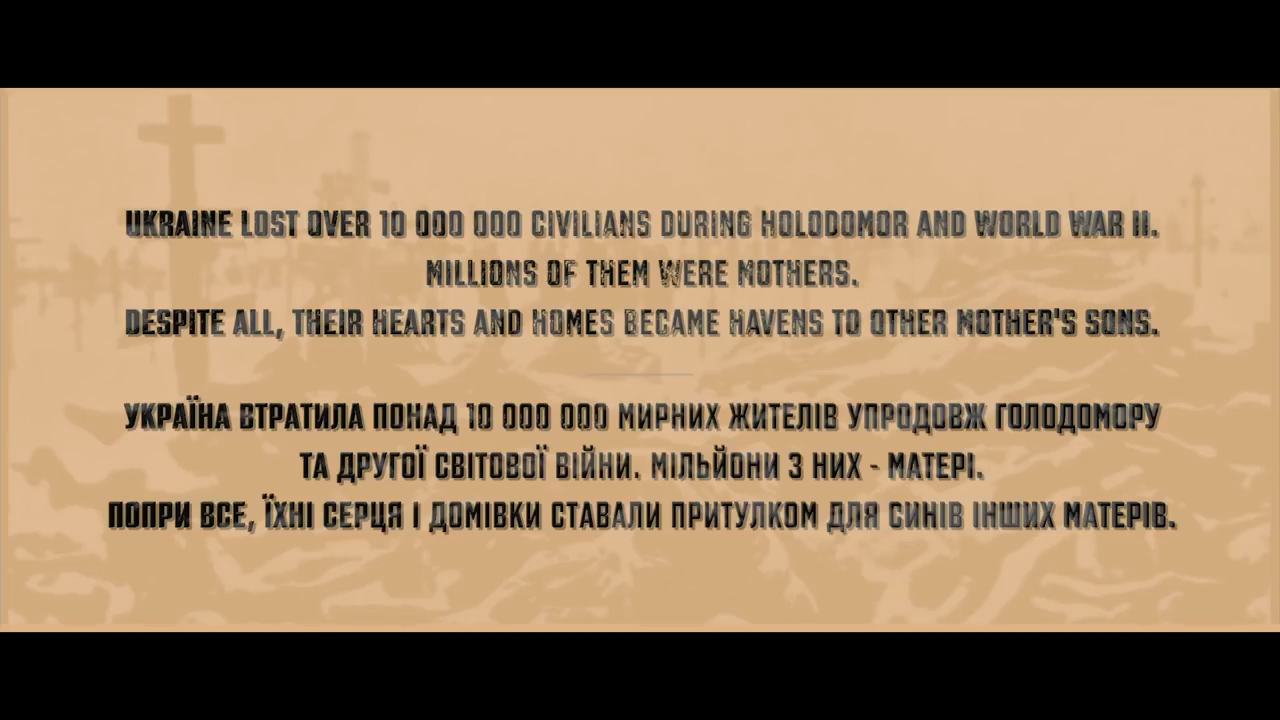 UKRAINE LOST OVER 10 000 000 CIVILIANS DURING HOLODOMOR AND WORLD WAR II.
MILLIONS OF THEM WERE MOTHERS.
DESPITE ALL, THEIR HEARTS AND HOMES BECAME HAVENS TO OTHER MOTHER'S SONS.
УКРАЇНА ВТРАТИЛА ПОНАД 10 000 000 МИРНИХ ЖИТЕЛІВ УПРОДОВЖ ГОЛОДОМОРУ
ТА ДРУГОЇ СВІТОВОЇ ВІЙНИ. МІЛЬЙОНИ З НИХ - МАТЕРІ.
ПОПРИ ВСЕ, ЇХНІ СЕРЦЯ І ДОМІВКИ СТАВАЛИ ПРИТУЛКОМ ДЛЯ СИНІВ ІНШИХ МАТЕРІВ.